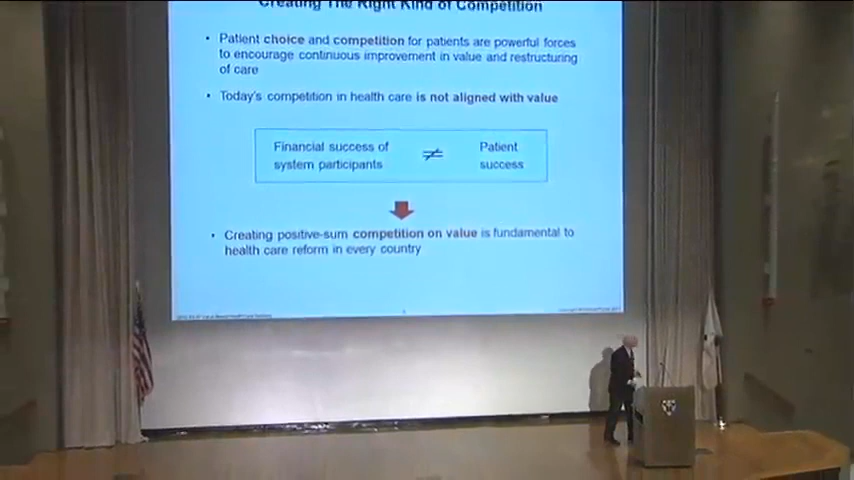 Creating The Right Kind of Competition
• Patient choice and competition for patients are powerful forces
to encourage continuous improvement in value and restructuring
of care
• Today's competition in health care is not aligned with value
Financial success of
system participants
≠
Patient
success
• Creating positive-sum competition on value is fundamental to
health care reform in every country